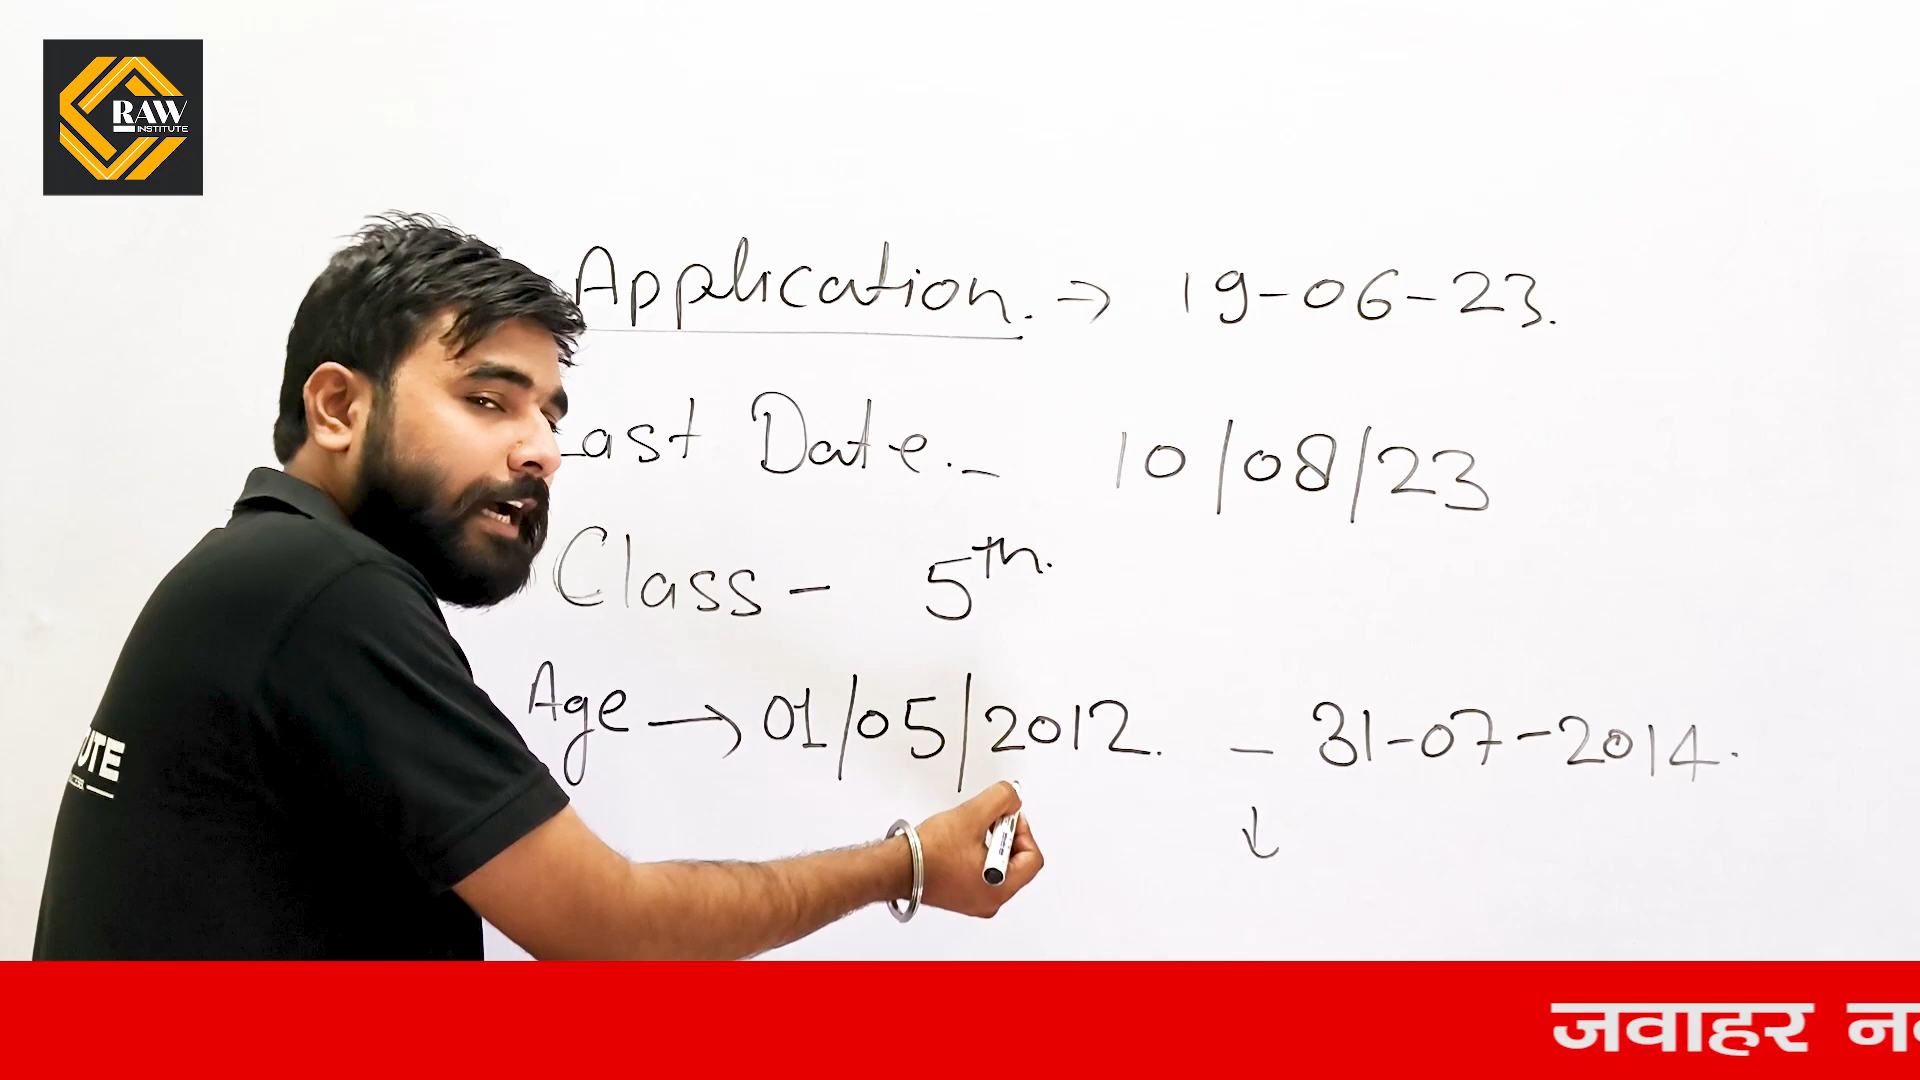 RAW
INSTITUTE
Application. → 19-06-23.
Last Date.- 10/08/23
Class- 5th.
Age → 01/05/2012. - 31-07-2014.
↓
जवाहर